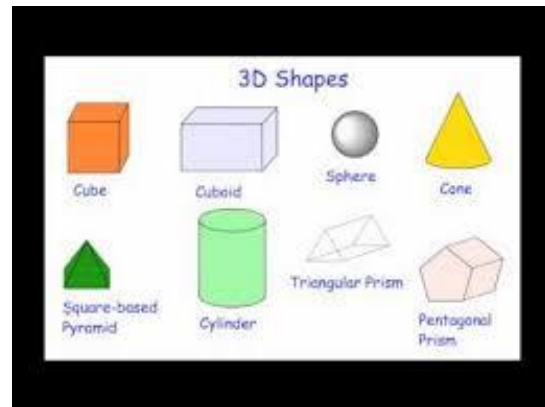 3D Shapes
Cube
Cuboid
Sphere
Cone
Square-based
Pyramid
Cylinder
Triangular Prism
Pentagonal
Prism